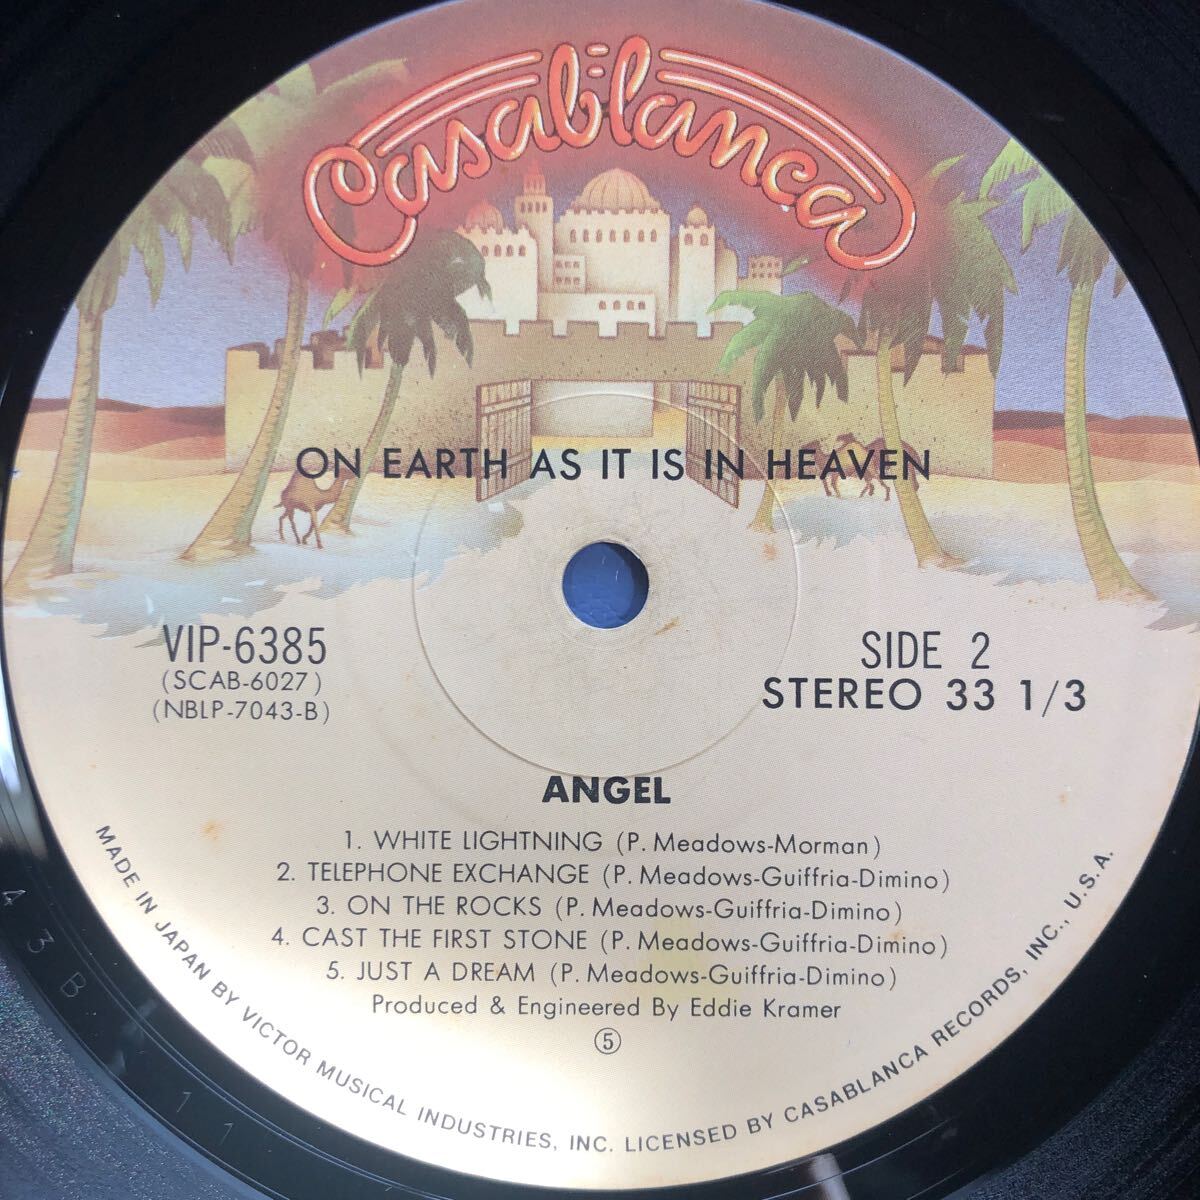 Casablanca
ON EARTH AS IT IS IN HEAVEN
VIP-6385
(SCAB-6027)
(NBLP-7043-B)
SIDE 2
STEREO 33 1/3
ANGEL
1. WHITE LIGHTNING (P. Meadows-Morman)
2. TELEPHONE EXCHANGE (P. Meadows-Guiffria-Dimino)
3. ON THE ROCKS (P. Meadows-Guiffria-Dimino)
4. CAST THE FIRST STONE (P. Meadows-Guiffria-Dimino)
5. JUST A DREAM (P. Meadows-Guiffria-Dimino)
Produced & Engineered By Eddie Kramer
⑤
MADE IN JAPAN BY VICTOR MUSICAL INDUSTRIES, INC. LICENSED BY CASABLANCA RECORDS, INC., U.S.A.
43B 11